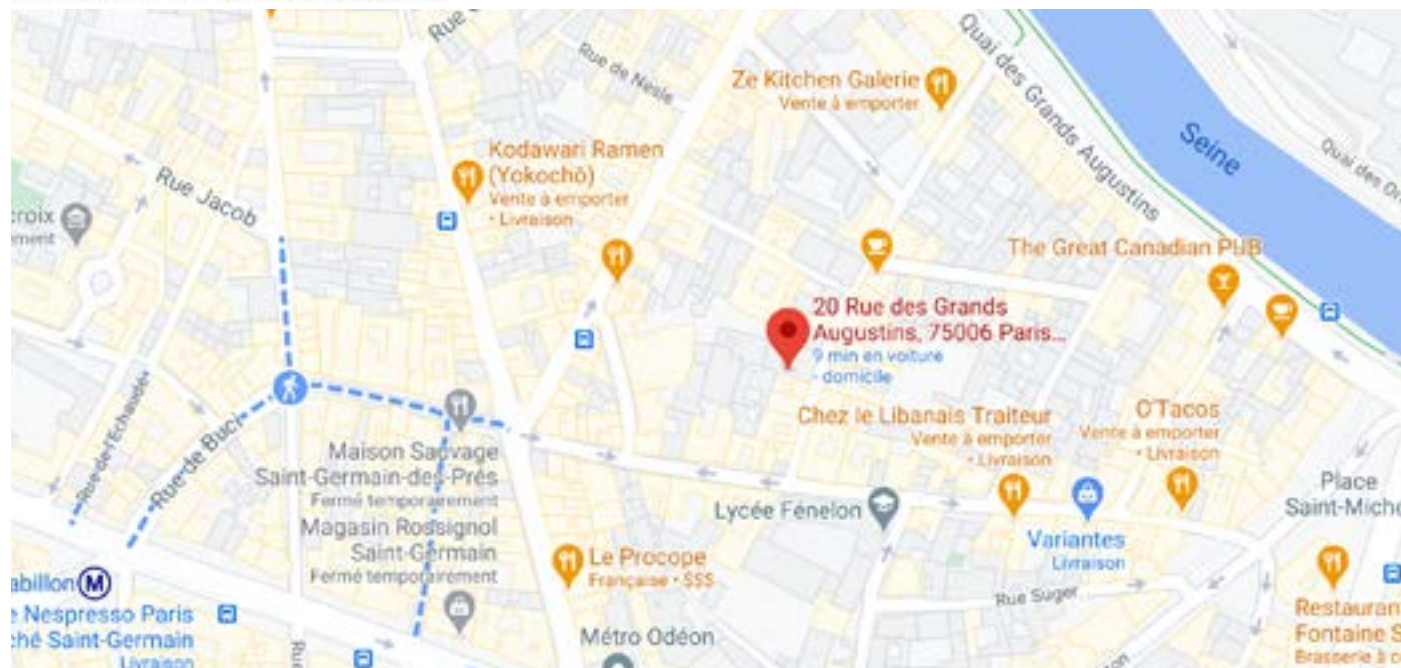 Quai des Grands Augustins
Rue de Nesle
Ze Kitchen Galerie
Vente à emporter
Seine
Kodawari Ramen
(Yokochō)
Vente à emporter
• Livraison
Rue Jacob
croix
The Great Canadian PUB
20 Rue des Grands
Augustins, 75006 Paris...
9 min en voiture
- domicile
Chez le Libanais Traiteur
Vente à emporter
• Livraison
O'Tacos
Vente à emporter
• Livraison
Rue de l'Echaudé
Rue de Buci
Maison Sauvage
Saint-Germain-des-Prés
Fermé temporairement
Place
Saint-Miche
Lycée Fénelon
Magasin Rossignol
Saint-Germain
Fermé temporairement
Variantes
Livraison
Le Procope
Française • $$$
abillon M
e Nespresso Paris
ché Saint-Germain
Livraison
Rue Suger
Métro Odéon
Restauran
Fontaine S
Brasserie à c